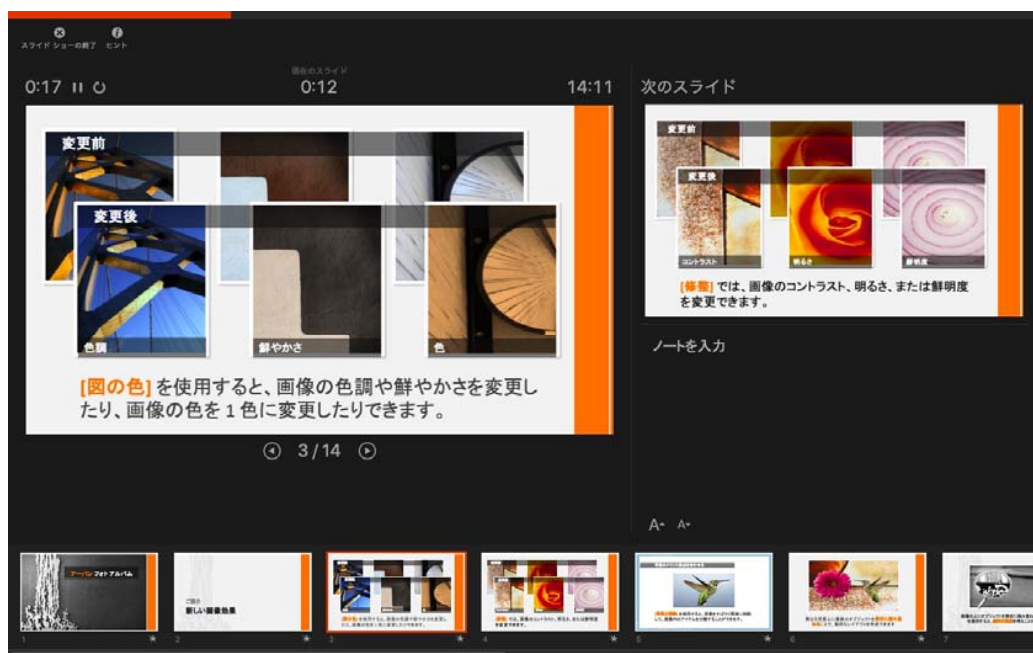 スライド ショーの終了 ヒント
現在のスライド
0:17
0:12
14:11
変更前
変更後
色調
鮮やかさ
色
[図の色] を使用すると、画像の色調や鮮やかさを変更し
たり、画像の色を 1 色に変更したりできます。
3/14
次のスライド
変更前
変更後
コントラスト
明るさ
鮮明度
[修整] では、画像のコントラスト、明るさ、または鮮明度
を変更できます。
ノートを入力
A A
アーバン フォト アルバム
ご紹介
新しい画像効果
1
2
3
4
5
6
7